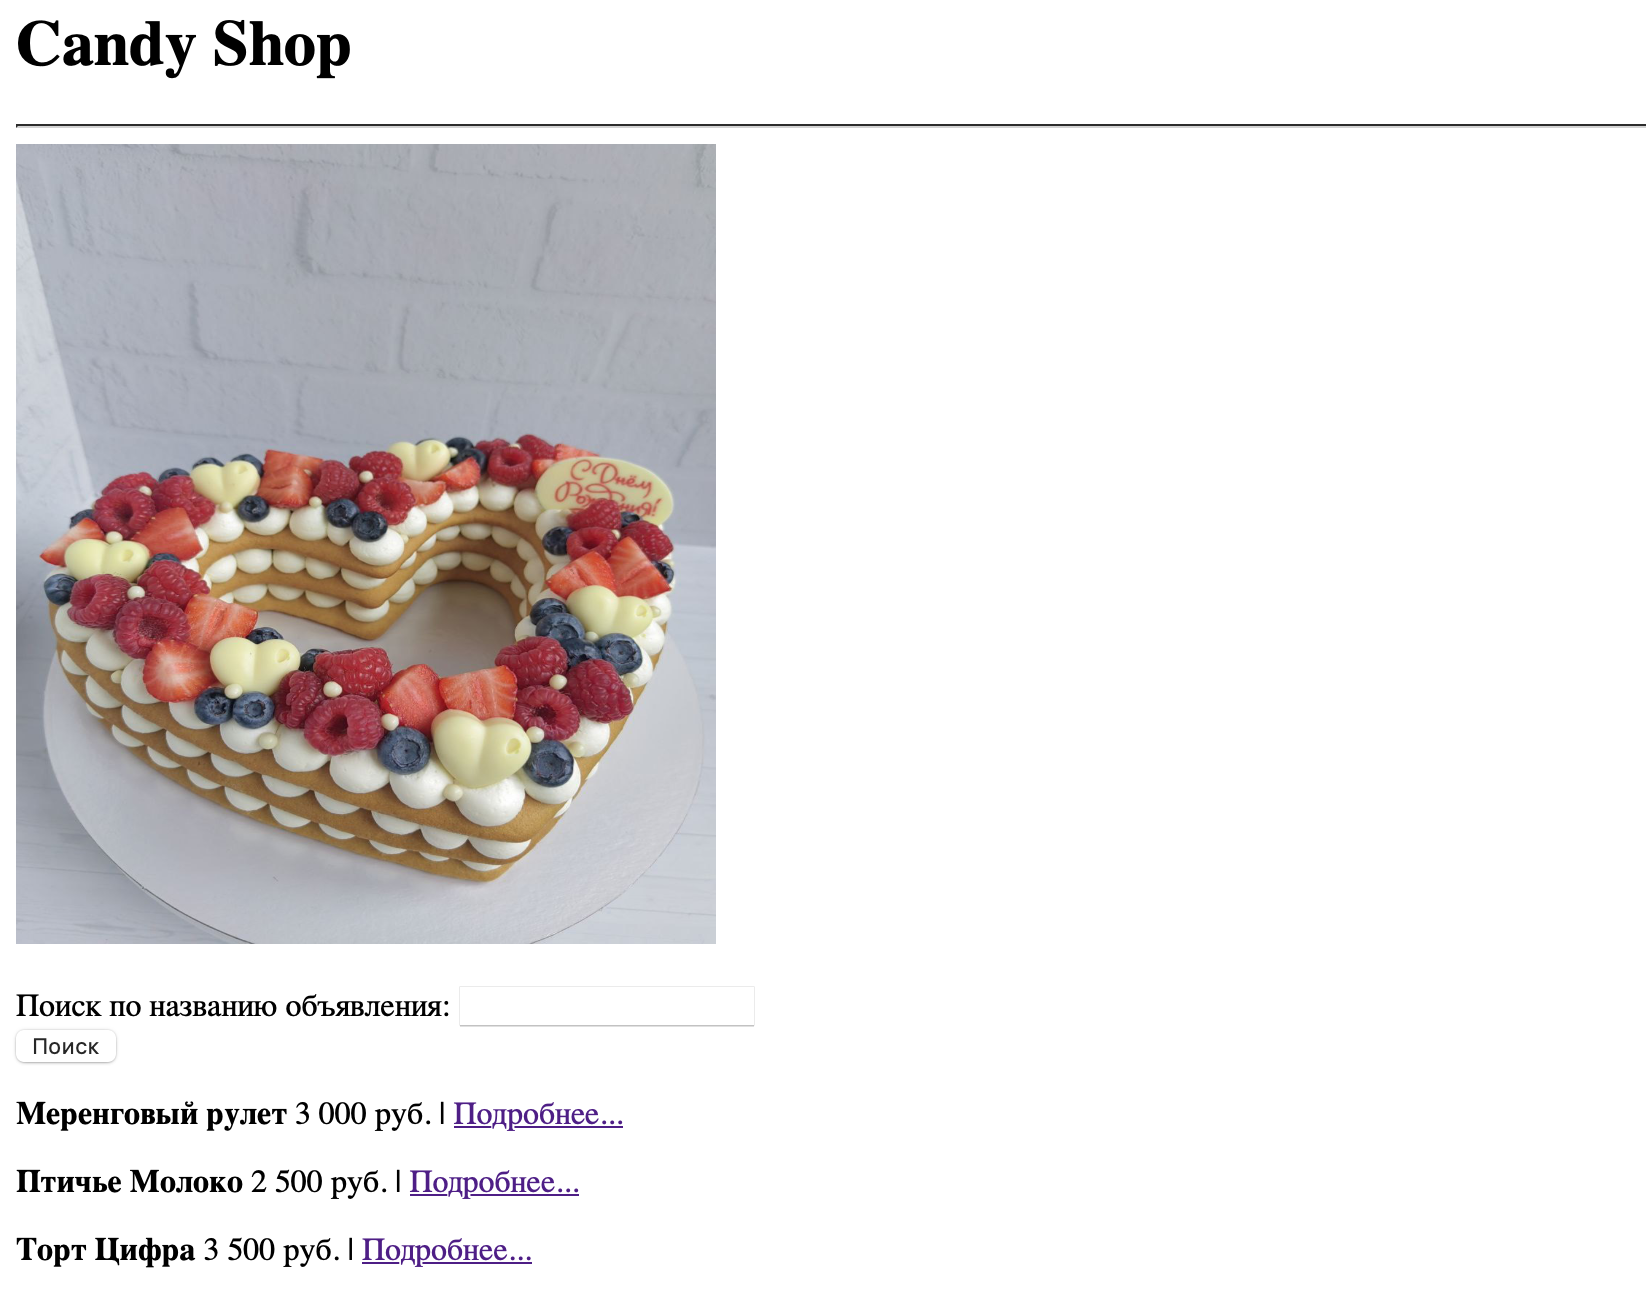 Candy Shop
С Днём
Рождения!
Поиск по названию объявления:
Поиск
Меренговый рулет 3 000 руб. | Подробнее...
Птичье Молоко 2 500 руб. | Подробнее...
Торт Цифра 3 500 руб. | Подробнее...